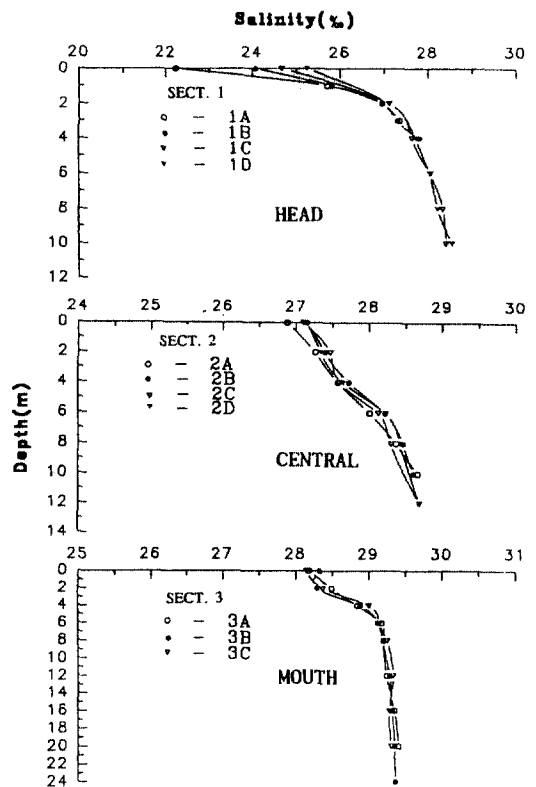 Salinity(‰)
20 22 24 26 28 30
0
2
4
6
8
10
12
SECT. 1
1A
1B
1C
1D
HEAD
24 25 26 27 28 29 30
0
2
4
6
8
10
12
14
SECT. 2
2A
2B
2C
2D
CENTRAL
Depth(m)
25 26 27 28 29 30 31
0
2
4
6
8
10
12
14
16
18
20
22
24
SECT. 3
3A
3B
3C
MOUTH